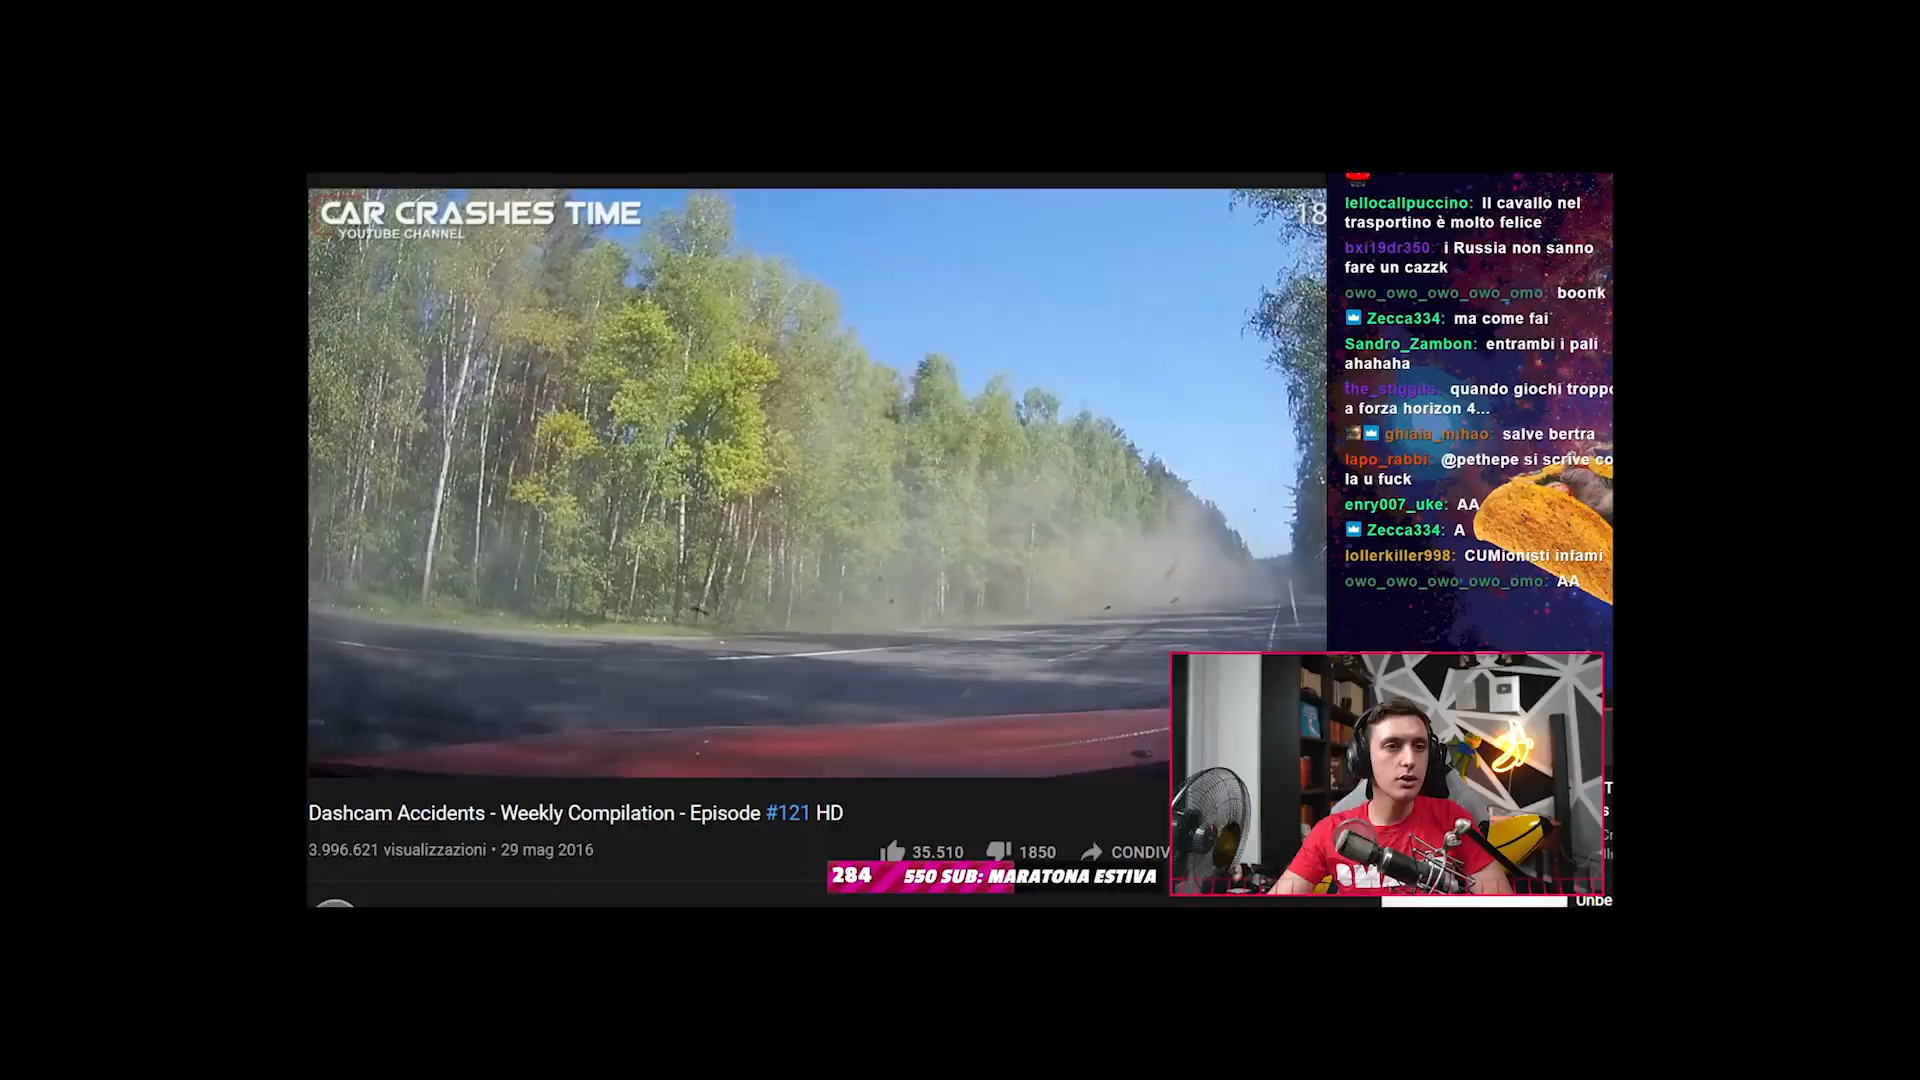 CAR CRASHES TIME
YOUTUBE CHANNEL
18
lellocallpuccino: Il cavallo nel
trasportino è molto felice
bxi19dr350: i Russia non sanno
fare un cazzk
owo_owo_owo_owo_omo: boonk
Zecca334: ma come fai
Sandro_Zambon: entrambi i pali
ahahaha
the_stiggus: quando giochi troppo
a forza horizon 4...
ghiaia_mihao: salve bertra
lapo_rabbi: @pethepe si scrive co
la u fuck
enry007_uke: AA
Zecca334: A
lollerkiller998: CUMionisti infami
owo_owo_owo_owo_omo: AA
Dashcam Accidents - Weekly Compilation - Episode #121 HD
3.996.621 visualizzazioni • 29 mag 2016
35.510
1850
CONDIV
284
550 SUB: MARATONA ESTIVA
Unbe